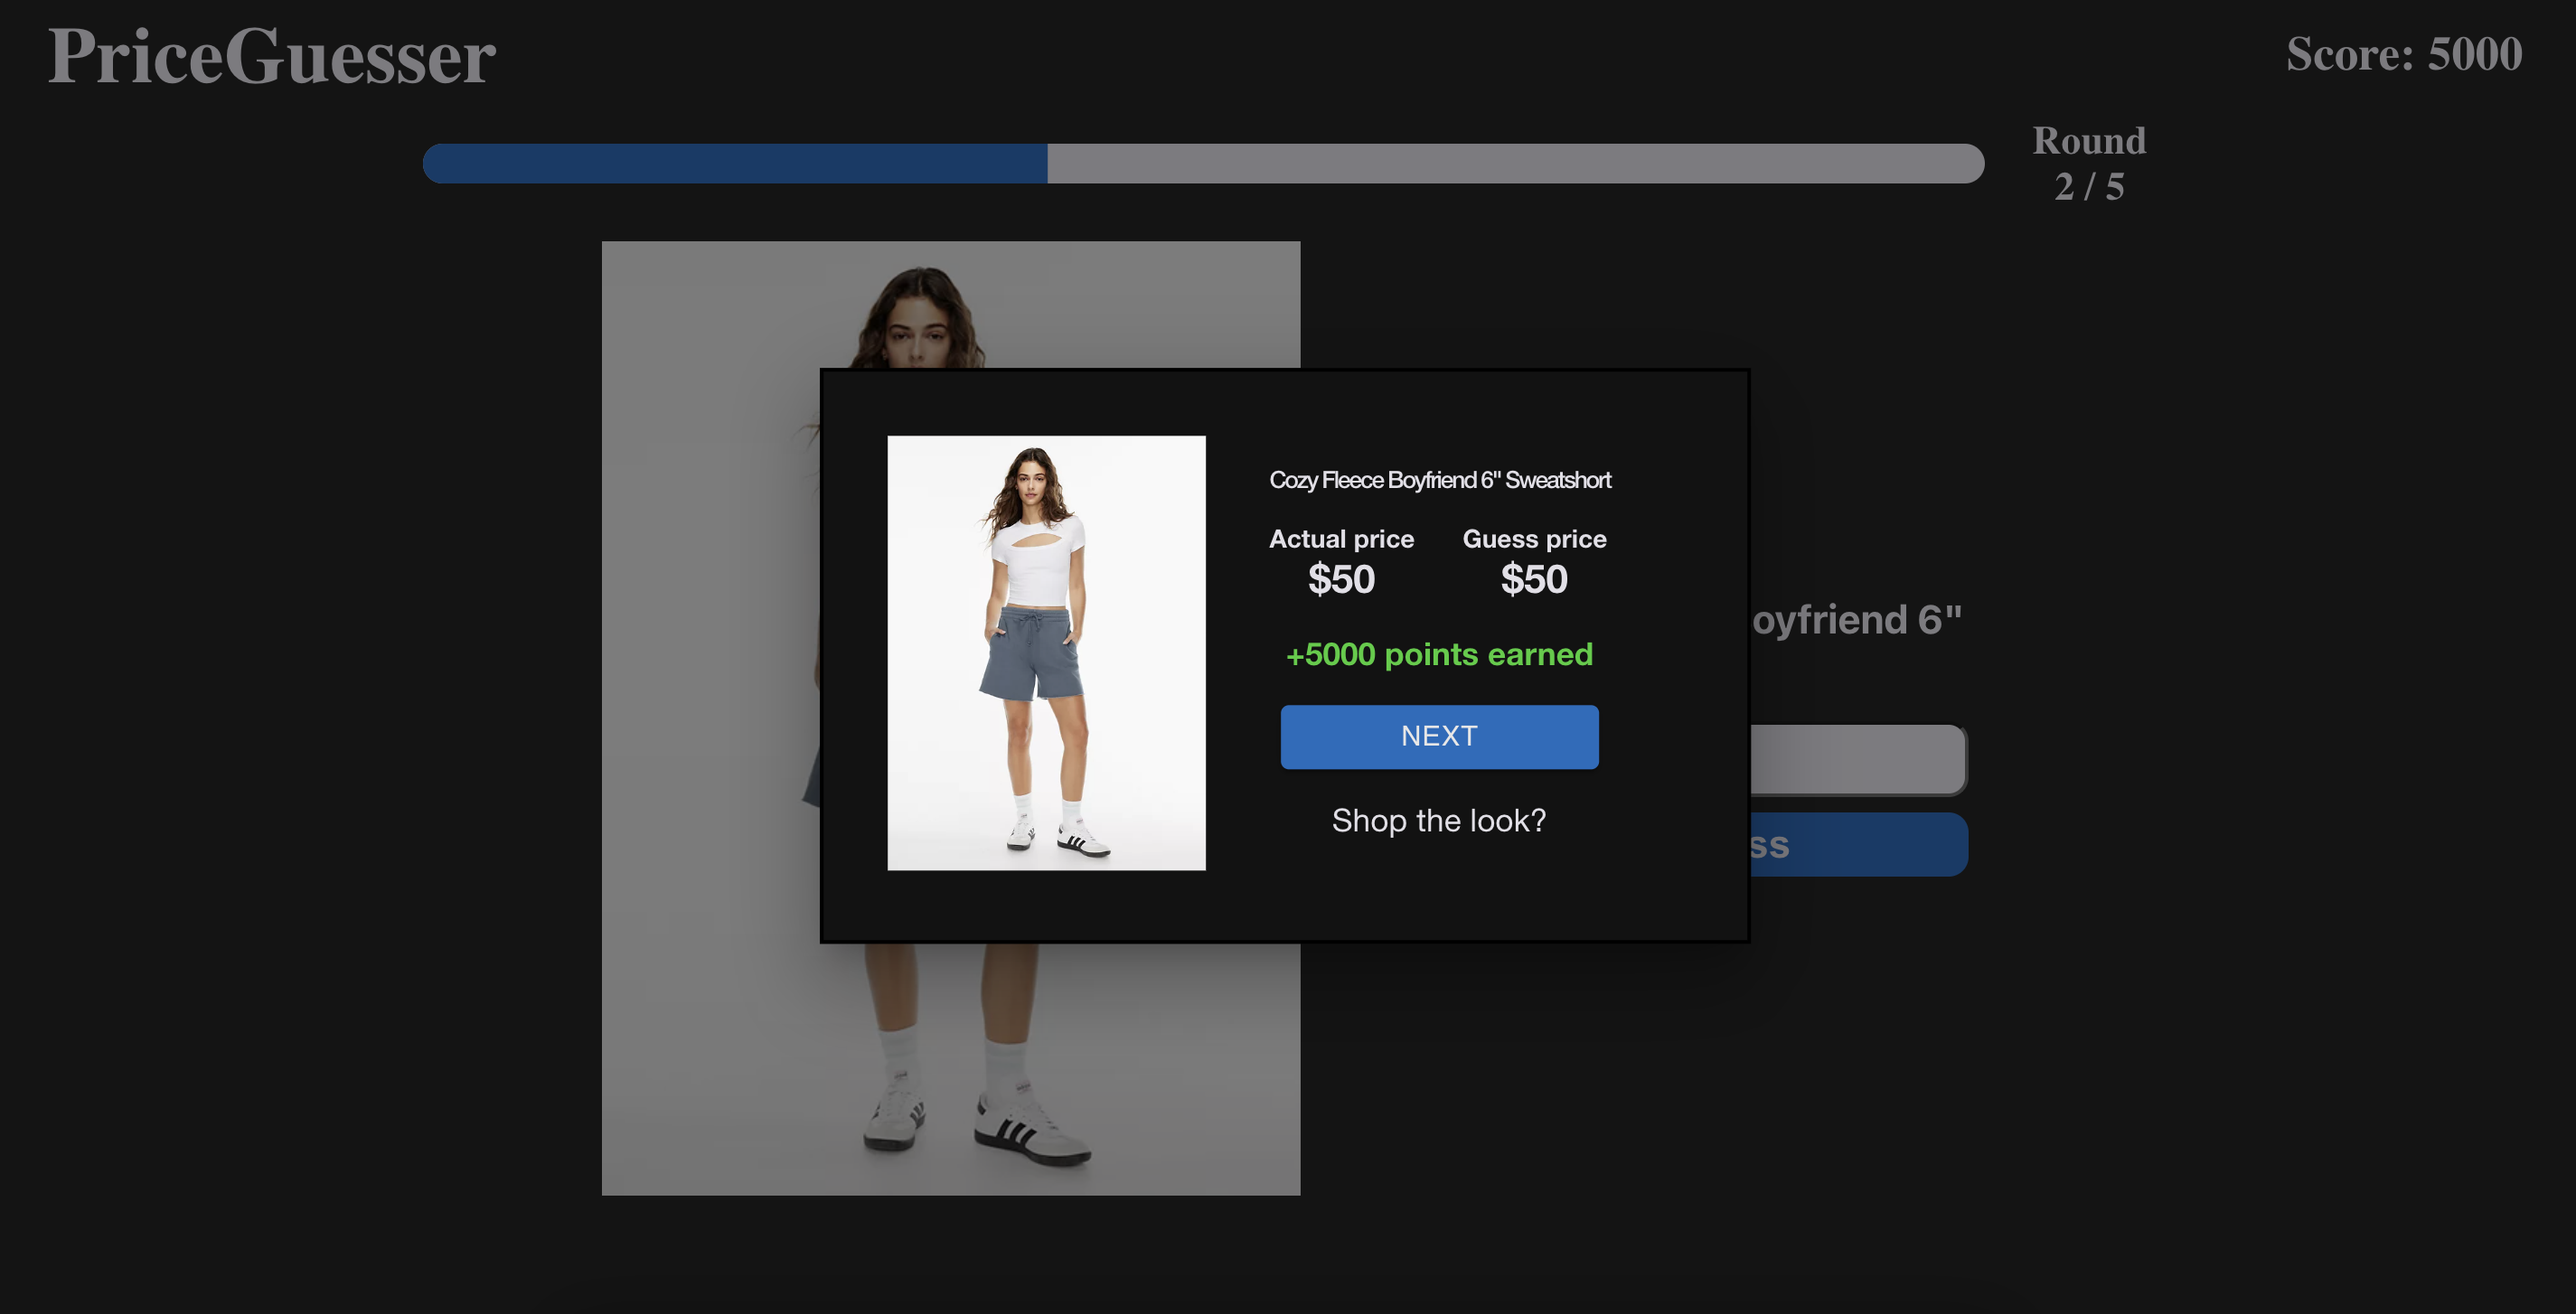 PriceGuesser
Score: 5000
Round
2 / 5
Cozy Fleece Boyfriend 6" Sweatshort
Actual price
$50
Guess price
$50
+5000 points earned
NEXT
Shop the look?
oyfriend 6"
ss